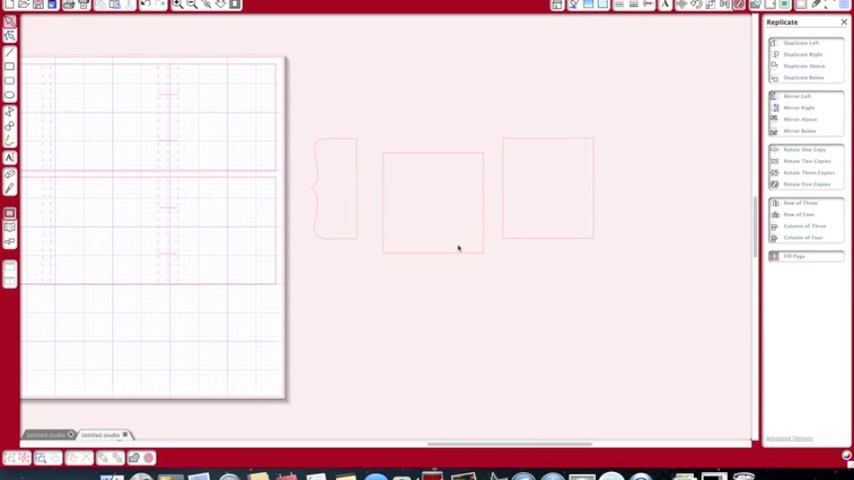 Replicate
Duplicate Left
Duplicate Right
Duplicate Above
Duplicate Below
Mirror Left
Mirror Right
Mirror Above
Mirror Below
Rotate One Copy
Rotate Two Copies
Rotate Three Copies
Rotate Five Copies
Row of Three
Row of Four
Column of Three
Column of Four
Fill Page
Untitled.studio
Untitled.studio
Advanced Options